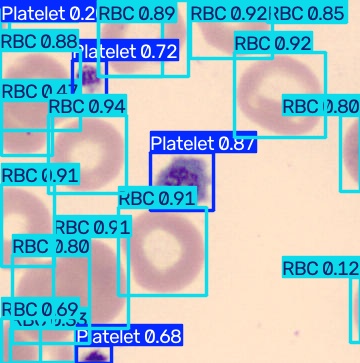 Platelet 0.2
RBC 0.89
RBC 0.92
RBC 0.85
RBC 0.88
Platelet 0.72
RBC 0.92
RBC 0.47
RBC 0.94
RBC 0.80
Platelet 0.87
RBC 0.91
RBC 0.91
RBC 0.91
RBC 0.80
RBC 0.12
RBC 0.69
Platelet 0.68